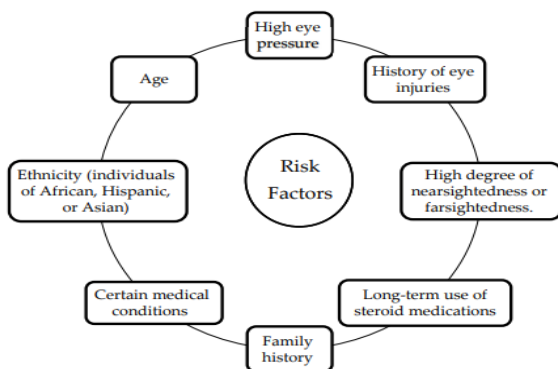 High eye
pressure
History of eye
injuries
High degree of
nearsightedness or
farsightedness.
Long-term use of
steroid medications
Family
history
Certain medical
conditions
Ethnicity (individuals
of African, Hispanic,
or Asian)
Age
Risk
Factors